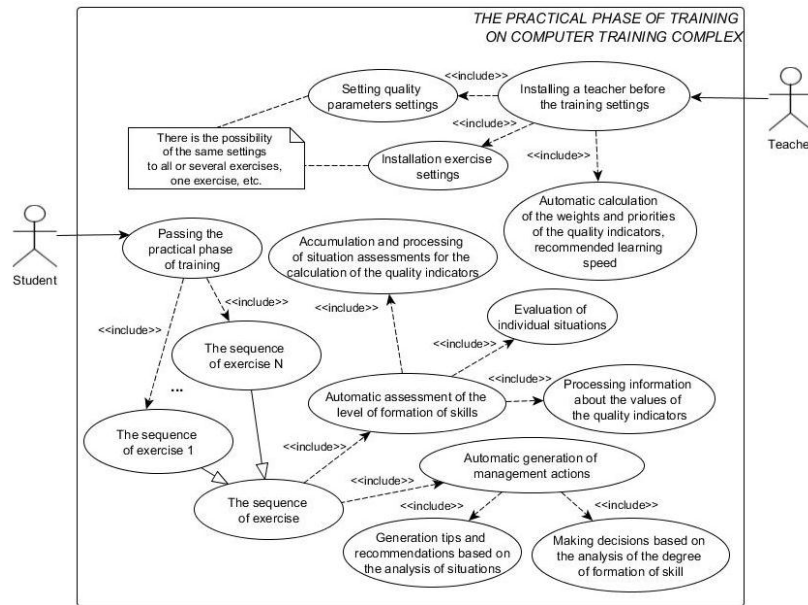 THE PRACTICAL PHASE OF TRAINING
ON COMPUTER TRAINING COMPLEX
<<include>>
Setting quality
parameters settings
Installing a teacher before
the training settings
<<include>>
There is the possibility
of the same settings
to all or several exercises,
one exercise, etc.
Installation exercise
settings
<<include>>
Teache
Automatic calculation
of the weights and priorities
of the quality indicators,
recommended learning
speed
Student
Passing the
practical phase
of training
Accumulation and processing
of situation assessments for the
calculation of the quality indicators
<<include>>
<<include>>
<<include>>
Evaluation of
individual situations
The sequence
of exercise N
<<include>>
...
Automatic assessment of the
level of formation of skills
<<include>>
Processing information
about the values of
the quality indicators
The sequence
of exercise 1
<<include>>
Automatic generation of
management actions
<<include>>
The sequence
of exercise
<<include>>
<<include>>
Generation tips and
recommendations based on
the analysis of situations
Making decisions based on
the analysis of the degree
of formation of skill